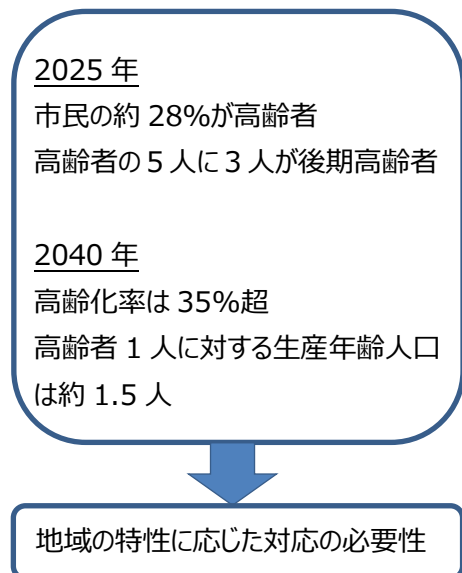 2025 年
市民の約 28%が高齢者
高齢者の 5 人に 3 人が後期高齢者
2040 年
高齢化率は 35%超
高齢者 1 人に対する生産年齢人口
は約 1.5 人
地域の特性に応じた対応の必要性